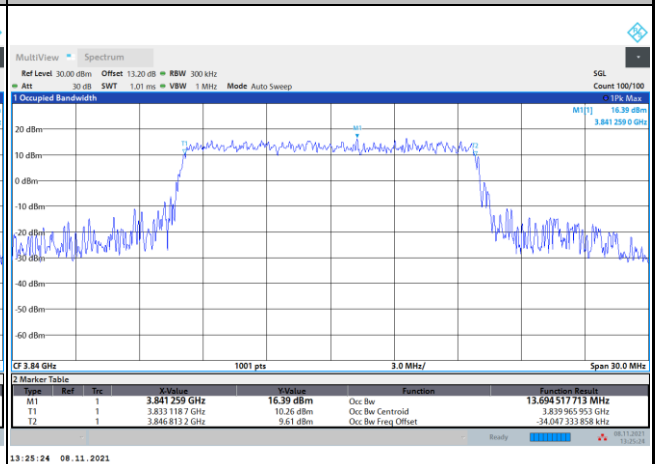 MultiView Spectrum
Ref Level 30.00 dBm Offset 13.20 dB RBW 300 kHz SGL
Att 30 dB SWT 1.01 ms VBW 1 MHz Mode Auto Sweep Count 100/100
1 Occupied Bandwidth 1Pk Max
M1[1] 16.39 dBm
3.841 259 0 GHz
M1
20 dBm
T1 T2
10 dBm
0 dBm
-10 dBm
-20 dBm
-30 dBm
-40 dBm
-50 dBm
-60 dBm
CF 3.84 GHz 1001 pts 3.0 MHz/ Span 30.0 MHz
2 Marker Table
Type Ref Trc X-Value Y-Value Function Function Result
M1 1 3.841 259 GHz 16.39 dBm Occ Bw 13.694 517 713 MHz
T1 1 3.833 118 7 GHz 10.26 dBm Occ Bw Centroid 3.839 965 953 GHz
T2 1 3.846 813 2 GHz 9.61 dBm Occ Bw Freq Offset -34.047 333 858 kHz
Ready 08.11.2021
13:25:24
13:25:24 08.11.2021